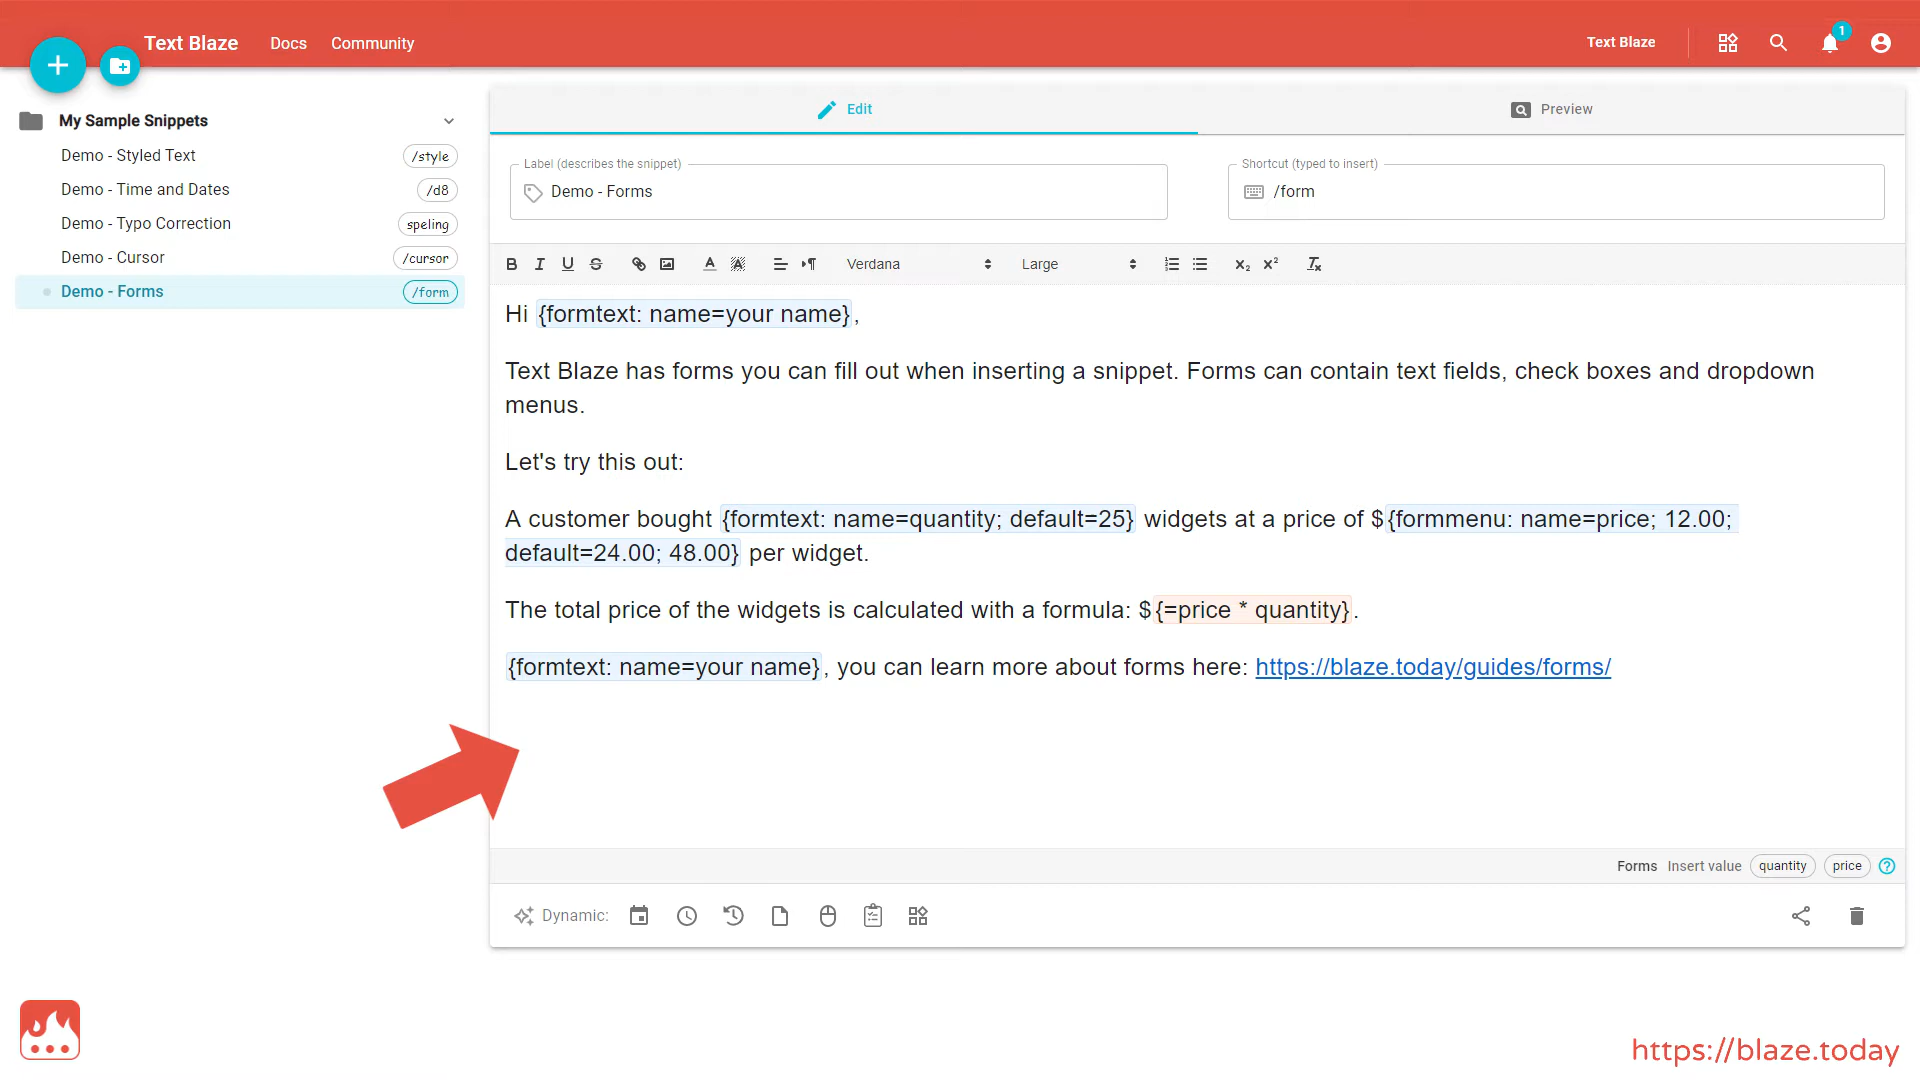 Text Blaze
Docs
Community
Text Blaze
1
My Sample Snippets
Demo - Styled Text
/style
Demo - Time and Dates
/d8
Demo - Typo Correction
speling
Demo - Cursor
/cursor
Demo - Forms
/form
Edit
Preview
Label (describes the snippet)
Demo - Forms
Shortcut (typed to insert)
/form
Verdana
Large
Hi {formtext: name=your name},
Text Blaze has forms you can fill out when inserting a snippet. Forms can contain text fields, check boxes and dropdown
menus.
Let's try this out:
A customer bought {formtext: name=quantity; default=25} widgets at a price of ${formmenu: name=price; 12.00;
default=24.00; 48.00} per widget.
The total price of the widgets is calculated with a formula: ${=price * quantity}.
{formtext: name=your name}, you can learn more about forms here: https://blaze.today/guides/forms/
Forms Insert value quantity price
Dynamic:
https://blaze.today